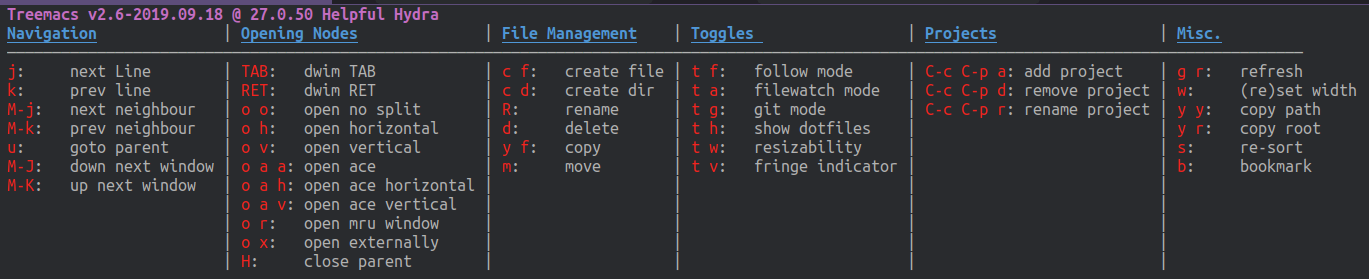 Treemacs v2.6-2019.09.18 @ 27.0.50 Helpful Hydra
Navigation | Opening Nodes | File Management | Toggles | Projects | Misc.
j: next Line | TAB: dwim TAB | c f: create file | t f: follow mode | C-c C-p a: add project | g r: refresh
k: prev line | RET: dwim RET | c d: create dir | t a: filewatch mode | C-c C-p d: remove project | w: (re)set width
M-j: next neighbour | o o: open no split | R: rename | t g: git mode | C-c C-p r: rename project | y y: copy path
M-k: prev neighbour | o h: open horizontal | d: delete | t h: show dotfiles | | y r: copy root
u: goto parent | o v: open vertical | y f: copy | t w: resizability | | s: re-sort
M-J: down next window | o a a: open ace | m: move | t v: fringe indicator | | b: bookmark
M-K: up next window | o a h: open ace horizontal | | | |
| o a v: open ace vertical | | | |
| o r: open mru window | | | |
| o x: open externally | | | |
| H: close parent | | | |